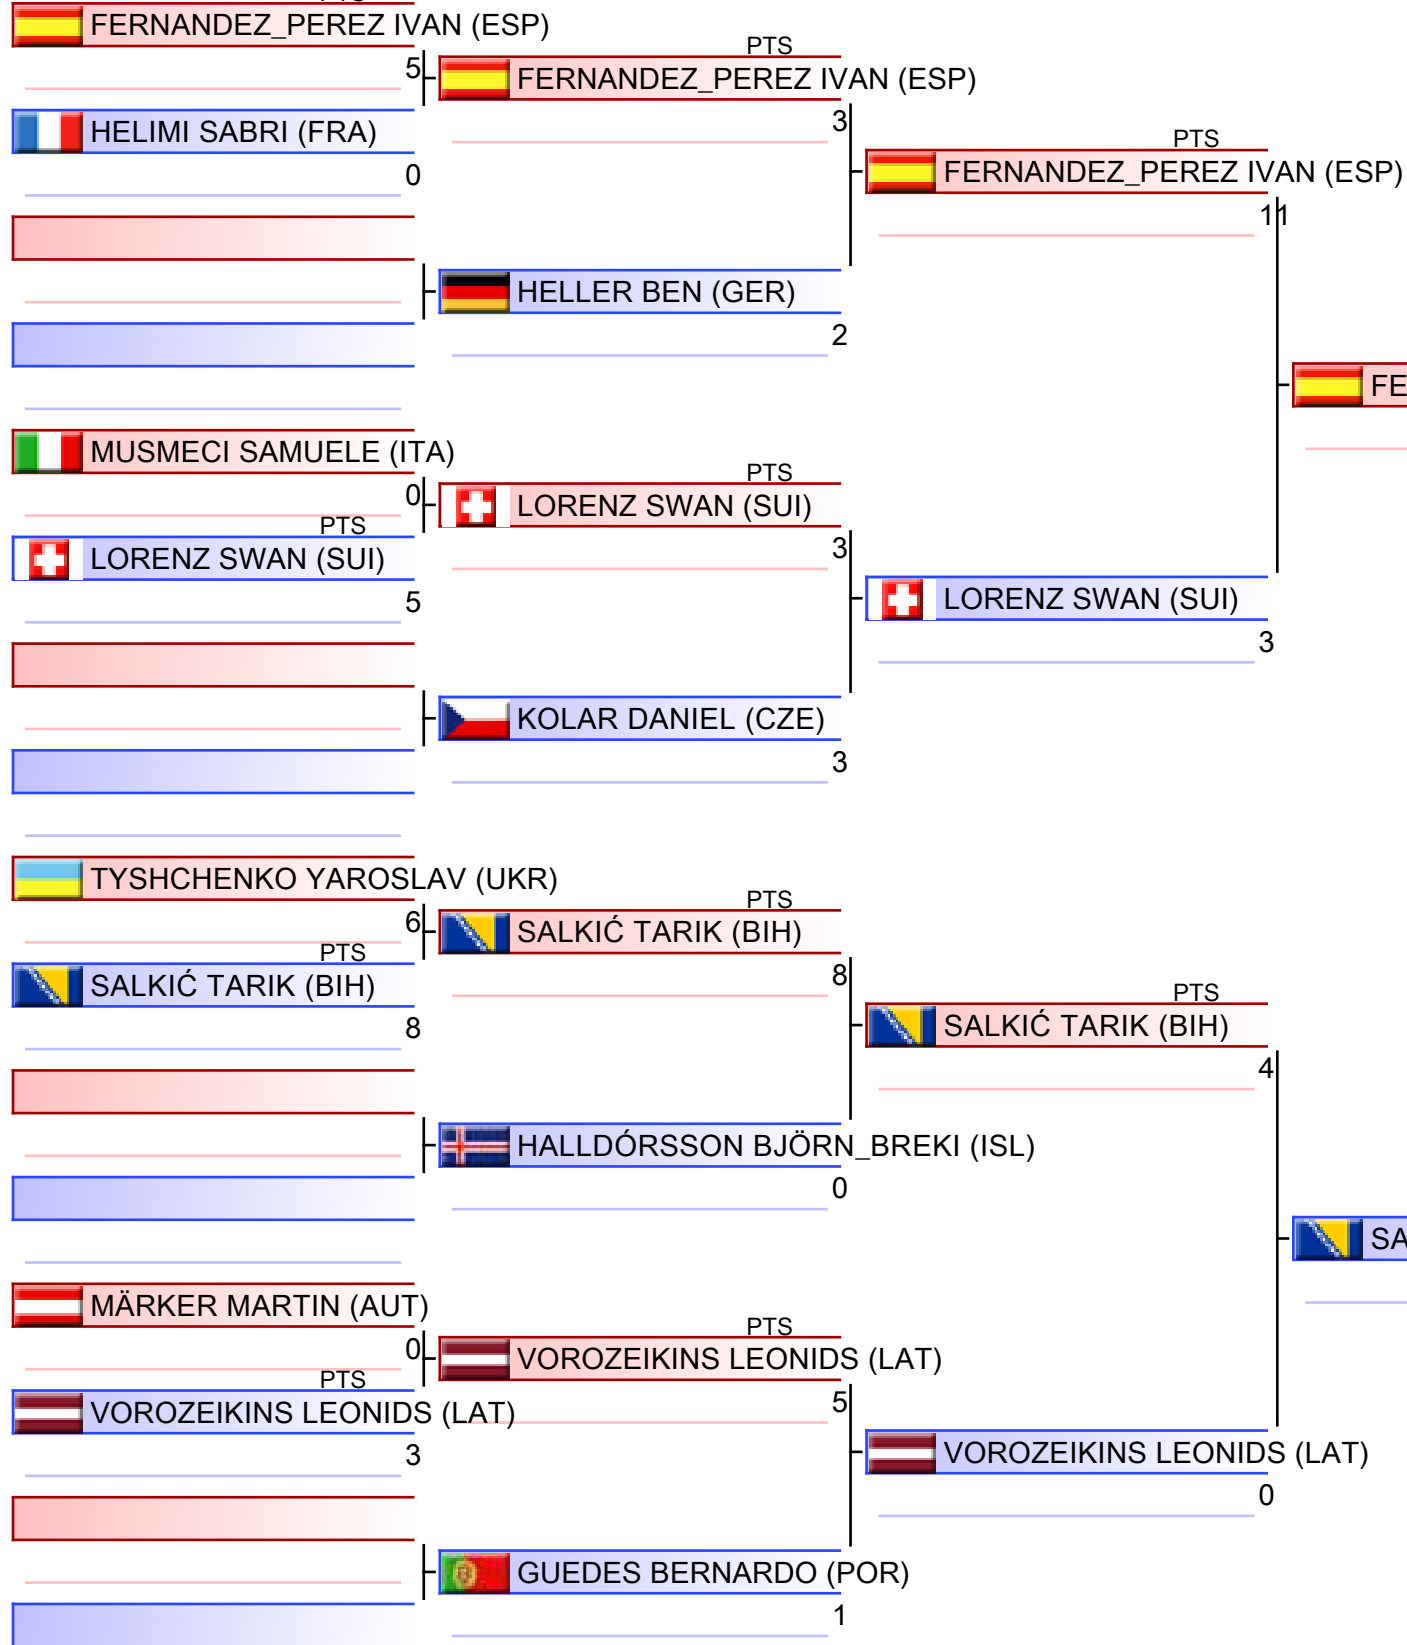 FERNANDEZ_PEREZ IVAN (ESP)
5
HELIMI SABRI (FRA)
0
MUSMECI SAMUELE (ITA)
0
PTS
LORENZ SWAN (SUI)
5
TYSHCHENKO YAROSLAV (UKR)
6
PTS
SALKIĆ TARIK (BIH)
8
MÄRKER MARTIN (AUT)
0
PTS
VOROZEIKINS LEONIDS (LAT)
3
PTS
FERNANDEZ_PEREZ IVAN (ESP)
3
HELLER BEN (GER)
2
PTS
LORENZ SWAN (SUI)
3
KOLAR DANIEL (CZE)
3
PTS
SALKIĆ TARIK (BIH)
8
HALLDÓRSSON BJÖRN_BREKI (ISL)
0
PTS
VOROZEIKINS LEONIDS (LAT)
5
GUEDES BERNARDO (POR)
1
PTS
FERNANDEZ_PEREZ IVAN (ESP)
11
LORENZ SWAN (SUI)
3
PTS
SALKIĆ TARIK (BIH)
4
VOROZEIKINS LEONIDS (LAT)
0
FE
SA